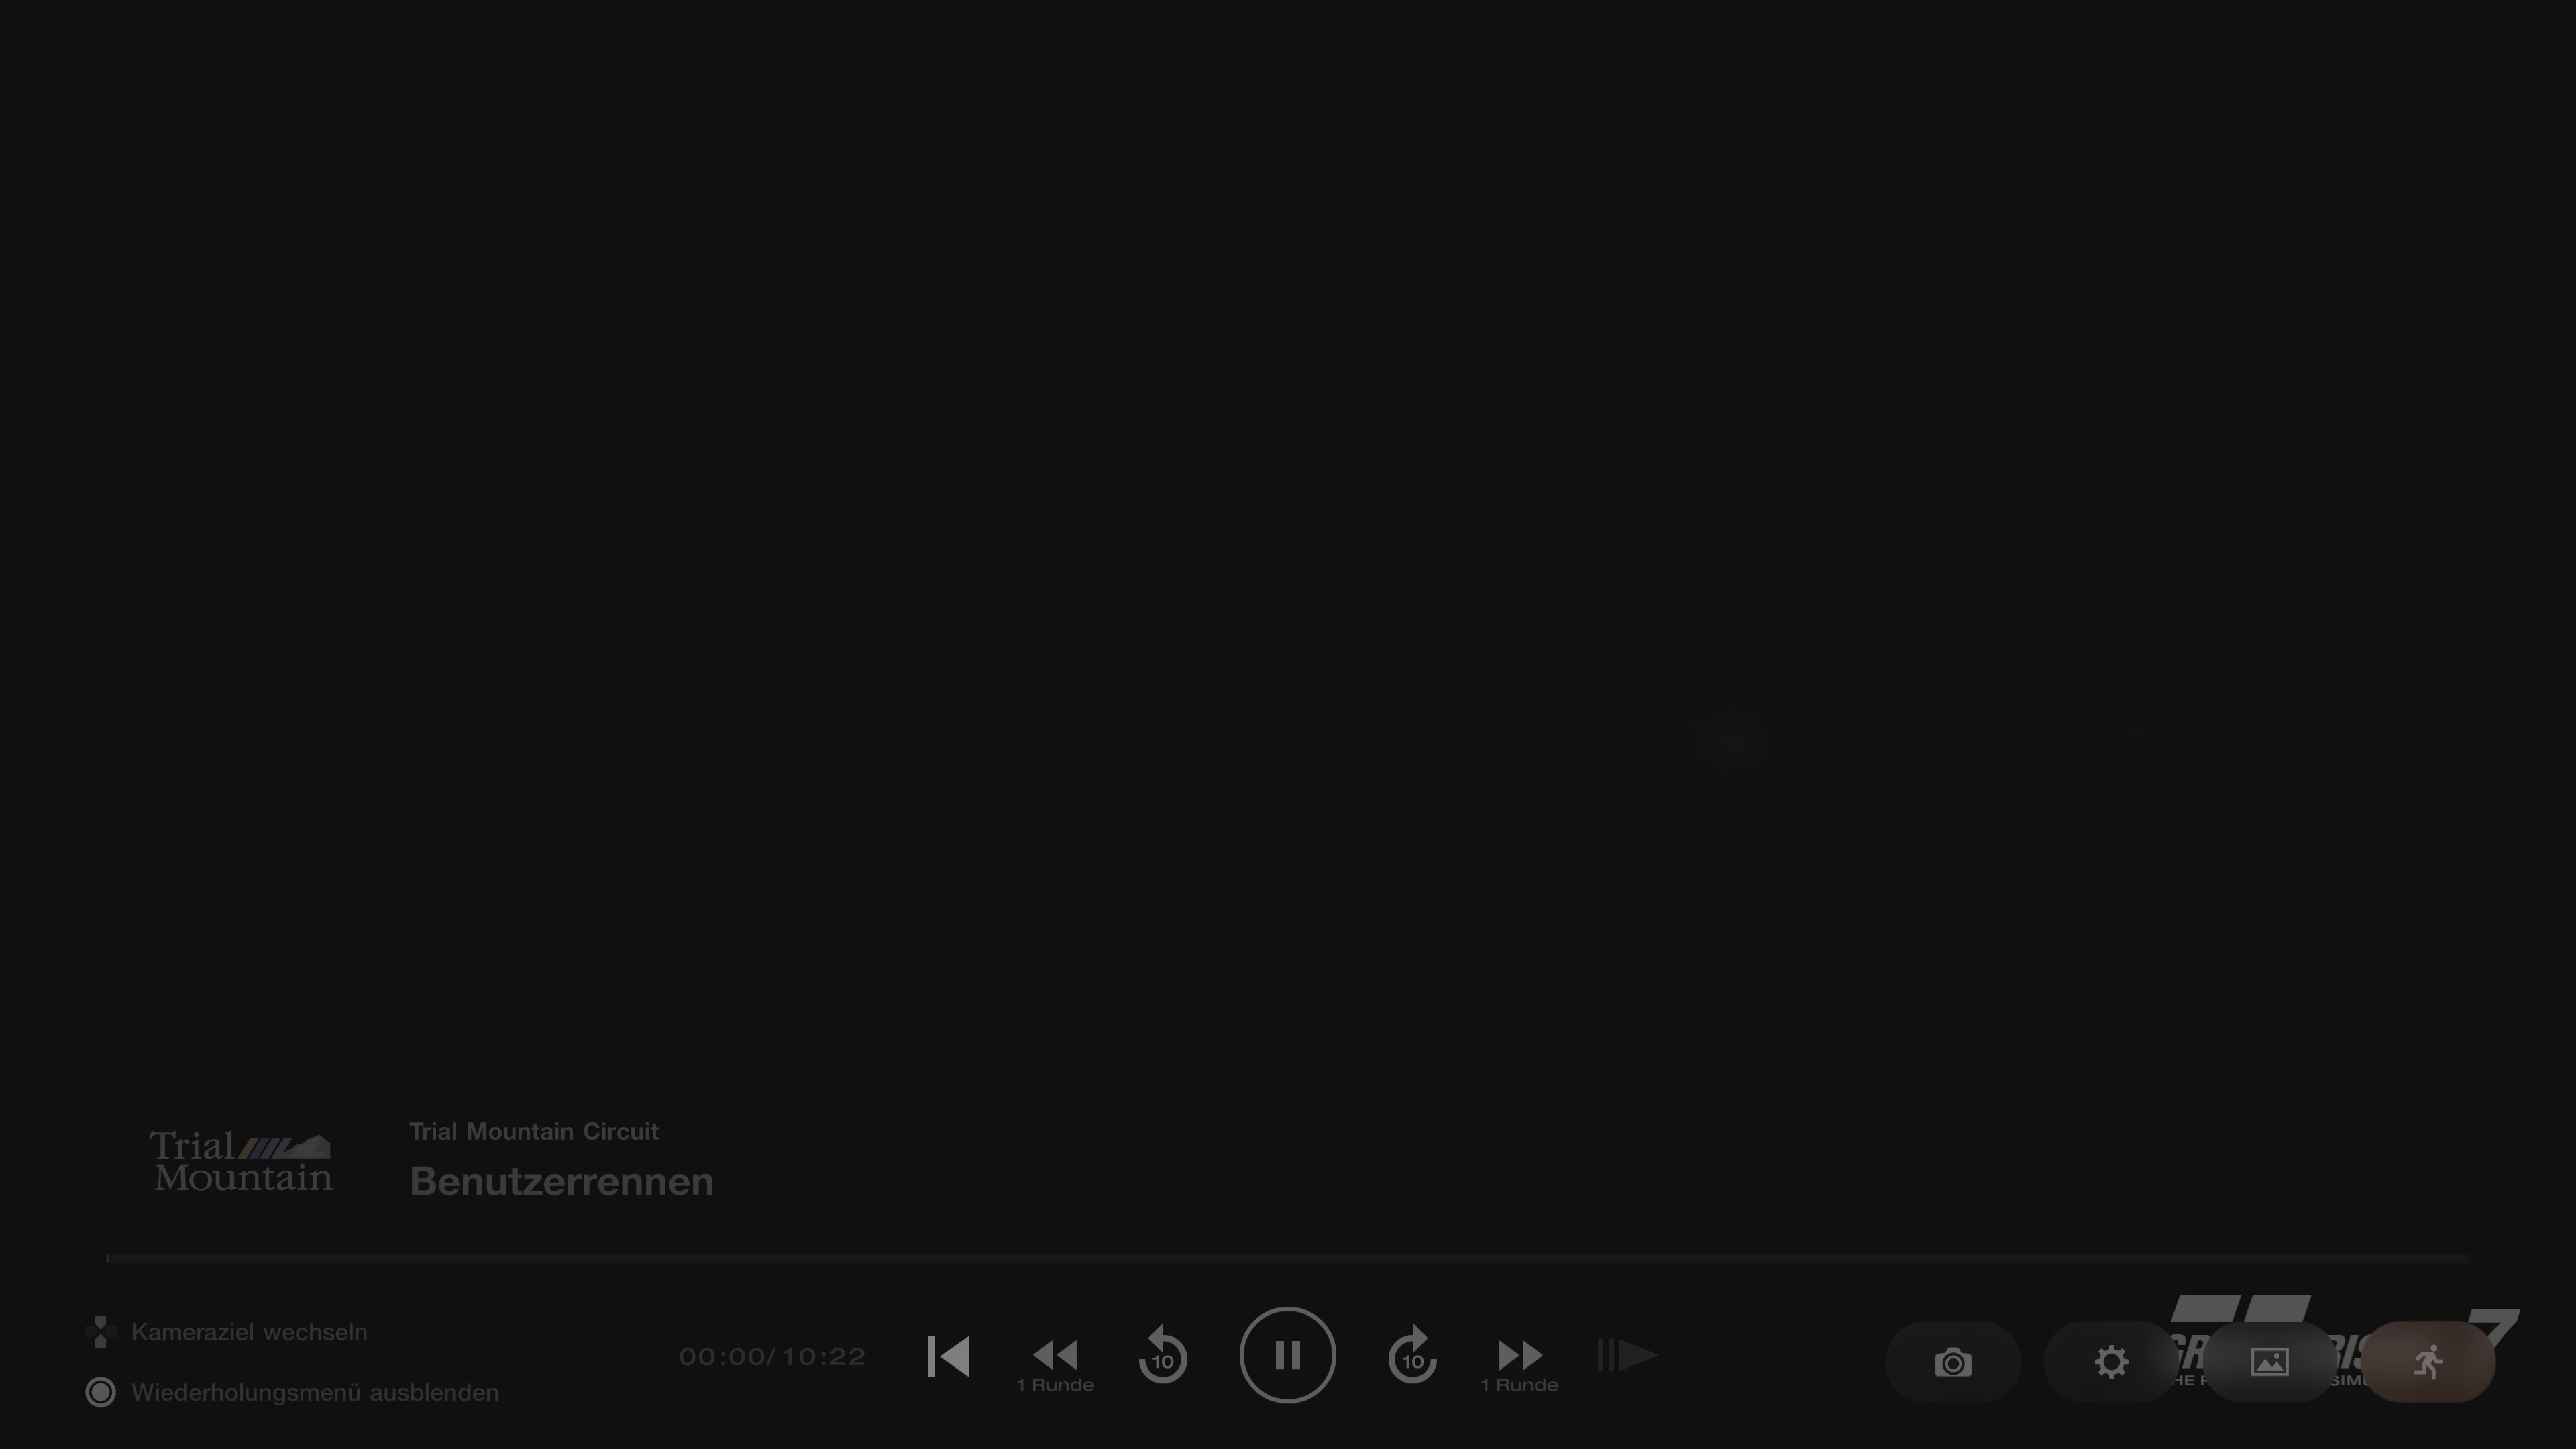 Trial
Mountain
Trial Mountain Circuit
Benutzerrennen
Kameraziel wechseln
Wiederholungsmenü ausblenden
00:00/10:22
1 Runde
10
10
1 Runde
7